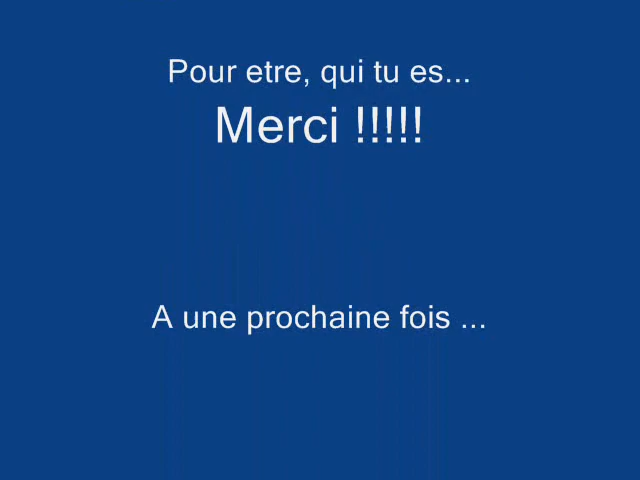 Pour etre, qui tu es...
Merci !!!!!
A une prochaine fois ...